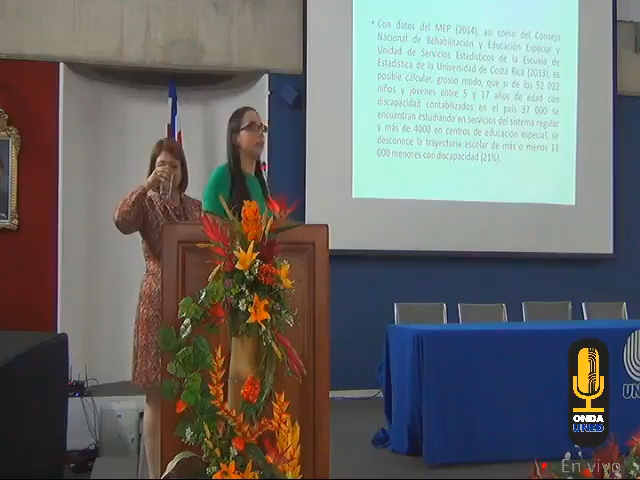 • Con datos del MEP (2014), así como del Consejo
Nacional de Rehabilitación y Educación Especial y
Unidad de Servicios Estadísticos de la Escuela de
Estadística de la Universidad de Costa Rica (2013), es
posible calcular, grosso modo, que si de los 52 022
niños y jóvenes entre 5 y 17 años de edad con
discapacidad contabilizados en el país 37 000 se
encuentran estudiando en servicios del sistema regular
y más de 4000 en centros de educación especial, se
desconoce la trayectoria escolar de más o menos 11
000 menores con discapacidad (21%).
UN
ONDA
UNED
En vivo